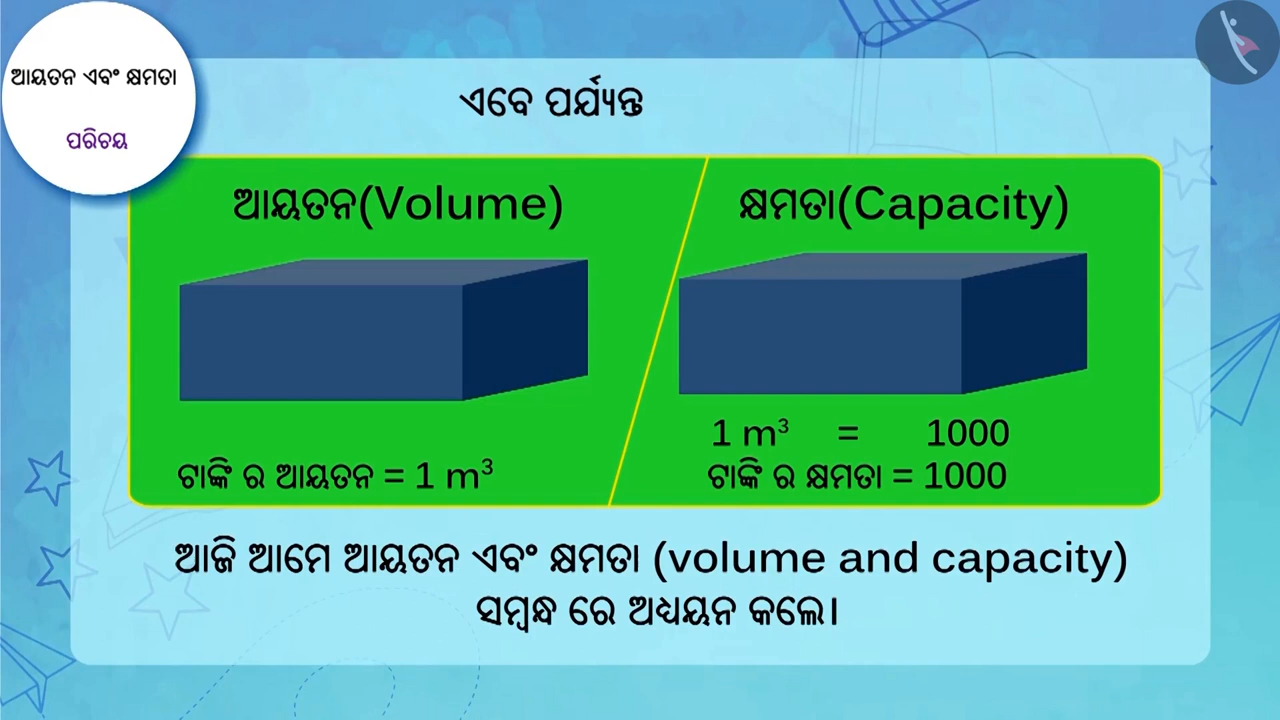 ଆୟତନ ଏବଂ କ୍ଷମତା
ପରିଚୟ
ଏବେ ପର୍ଯ୍ୟନ୍ତ
ଆୟତନ(Volume)
କ୍ଷମତା(Capacity)
ଟାଙ୍କି ର ଆୟତନ = 1 m³
1 m³ = 1000
ଟାଙ୍କି ର କ୍ଷମତା = 1000
ଆଜି ଆମେ ଆୟତନ ଏବଂ କ୍ଷମତା (volume and capacity)
ସମ୍ବନ୍ଧ ରେ ଅଧ୍ୟୟନ କଲେ।